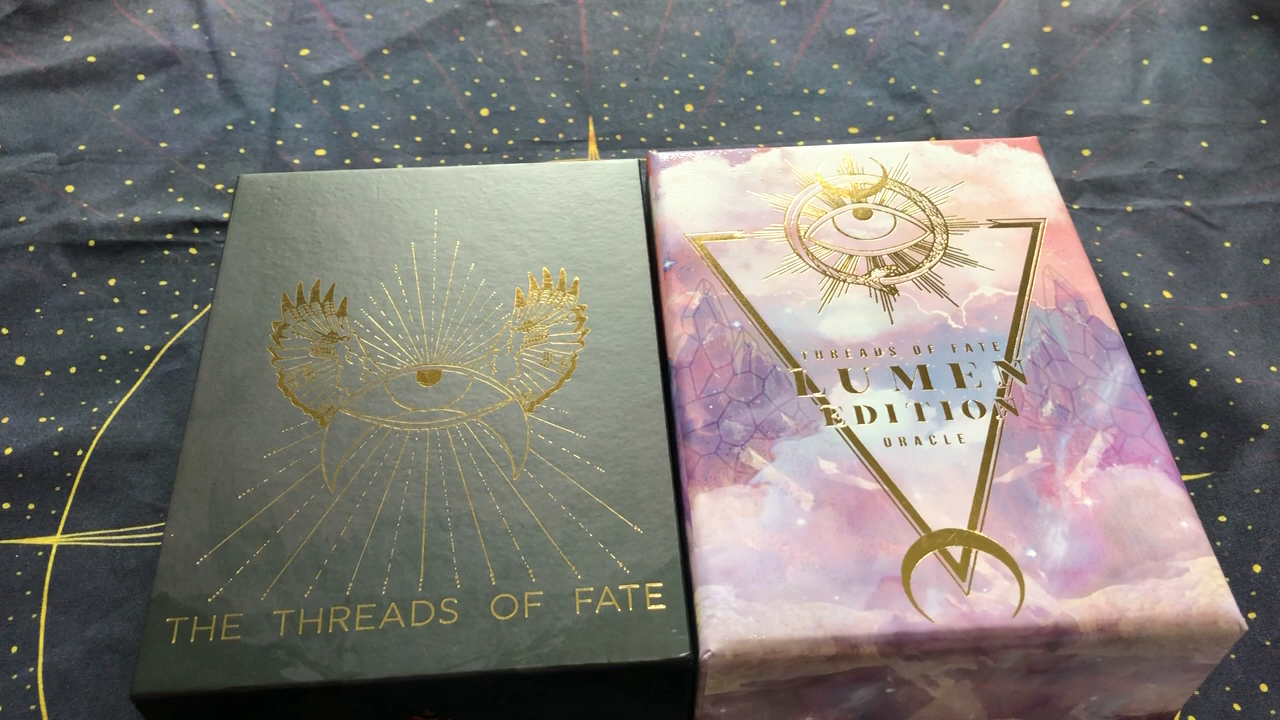 THE THREADS OF FATE
THREADS OF FATE
LUMEN
EDITION
ORACLE